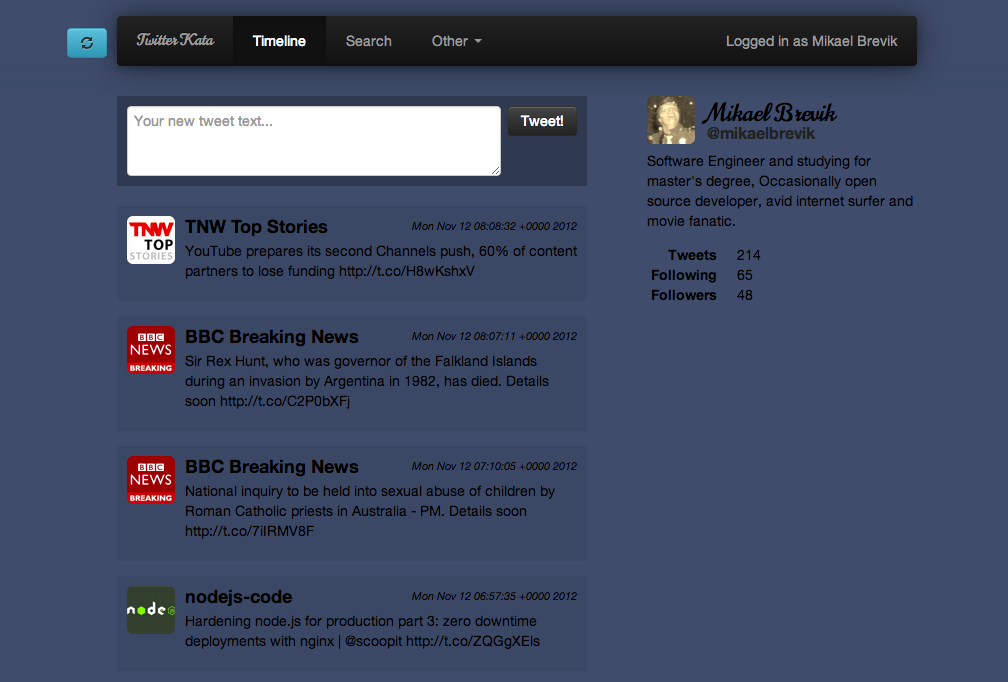 TwitterKata Timeline Search Other Logged in as Mikael Brevik
Your new tweet text...
Tweet!
TNW TOP STORIES
TNW Top Stories Mon Nov 12 08:08:32 +0000 2012
YouTube prepares its second Channels push, 60% of content
partners to lose funding http://t.co/H8wKshxV
BBC NEWS BREAKING
BBC Breaking News Mon Nov 12 08:07:11 +0000 2012
Sir Rex Hunt, who was governor of the Falkland Islands
during an invasion by Argentina in 1982, has died. Details
soon http://t.co/C2P0bXFj
BBC NEWS BREAKING
BBC Breaking News Mon Nov 12 07:10:05 +0000 2012
National inquiry to be held into sexual abuse of children by
Roman Catholic priests in Australia - PM. Details soon
http://t.co/7iIRMV8F
node
nodejs-code Mon Nov 12 06:57:35 +0000 2012
Hardening node.js for production part 3: zero downtime
deployments with nginx | @scoopit http://t.co/ZQGgXEls
Mikael Brevik
@mikaelbrevik
Software Engineer and studying for
master's degree, Occasionally open
source developer, avid internet surfer and
movie fanatic.
Tweets 214
Following 65
Followers 48